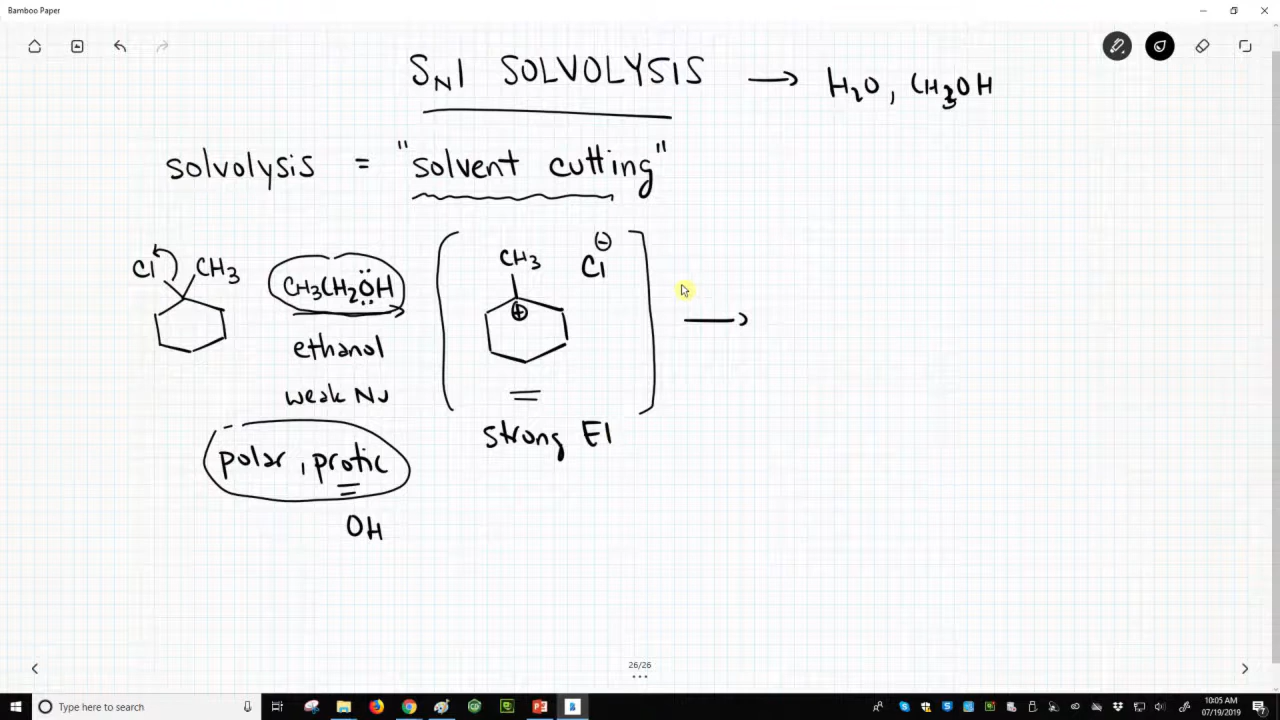 Bamboo Paper
SN1 SOLVOLYSIS → H2O, CH3OH
solvolysis = "solvent cutting"
Cl CH3
CH3CH2ÖH
CH3 Cl ⊖
⊕
ethanol
weak Nu
strong El
polar, protic
OH
26/26
Type here to search
10:05 AM
07/19/2019